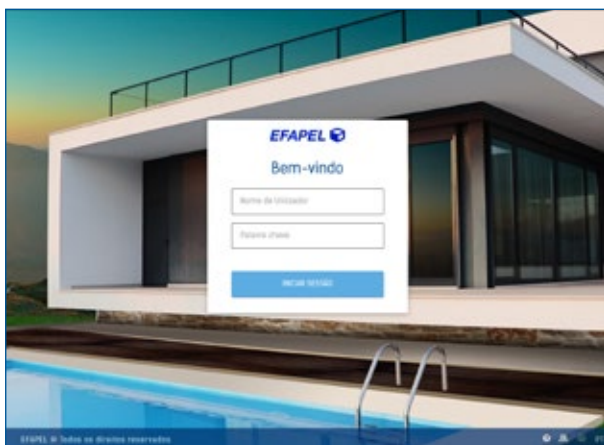 EFAPEL
Bem-vindo
Nome de Utilizador
Palavra chave
INICIAR SESSÃO
EFAPEL © Todos os direitos reservados